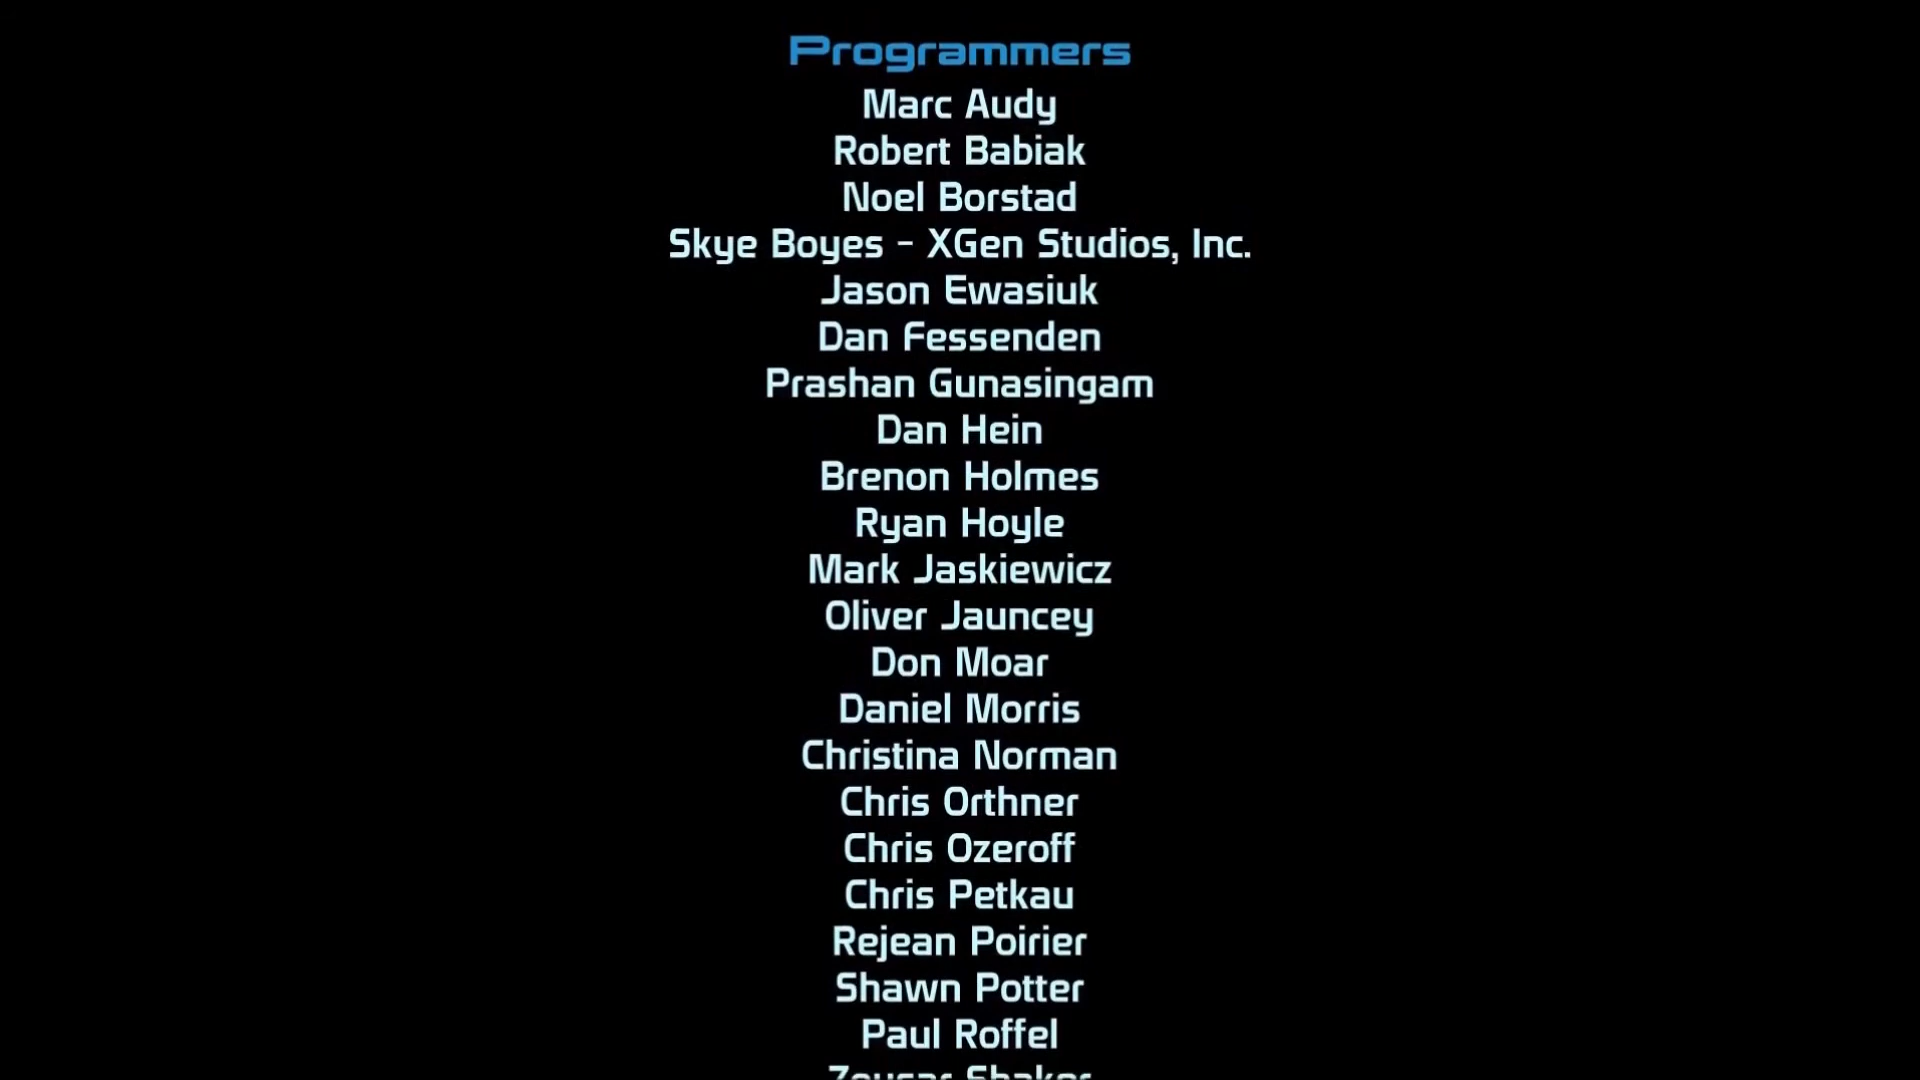 Programmers
Marc Audy
Robert Babiak
Noel Borstad
Skye Boyes - XGen Studios, Inc.
Jason Ewasiuk
Dan Fessenden
Prashan Gunasingam
Dan Hein
Brenon Holmes
Ryan Hoyle
Mark Jaskiewicz
Oliver Jauncey
Don Moar
Daniel Morris
Christina Norman
Chris Orthner
Chris Ozeroff
Chris Petkau
Rejean Poirier
Shawn Potter
Paul Roffel